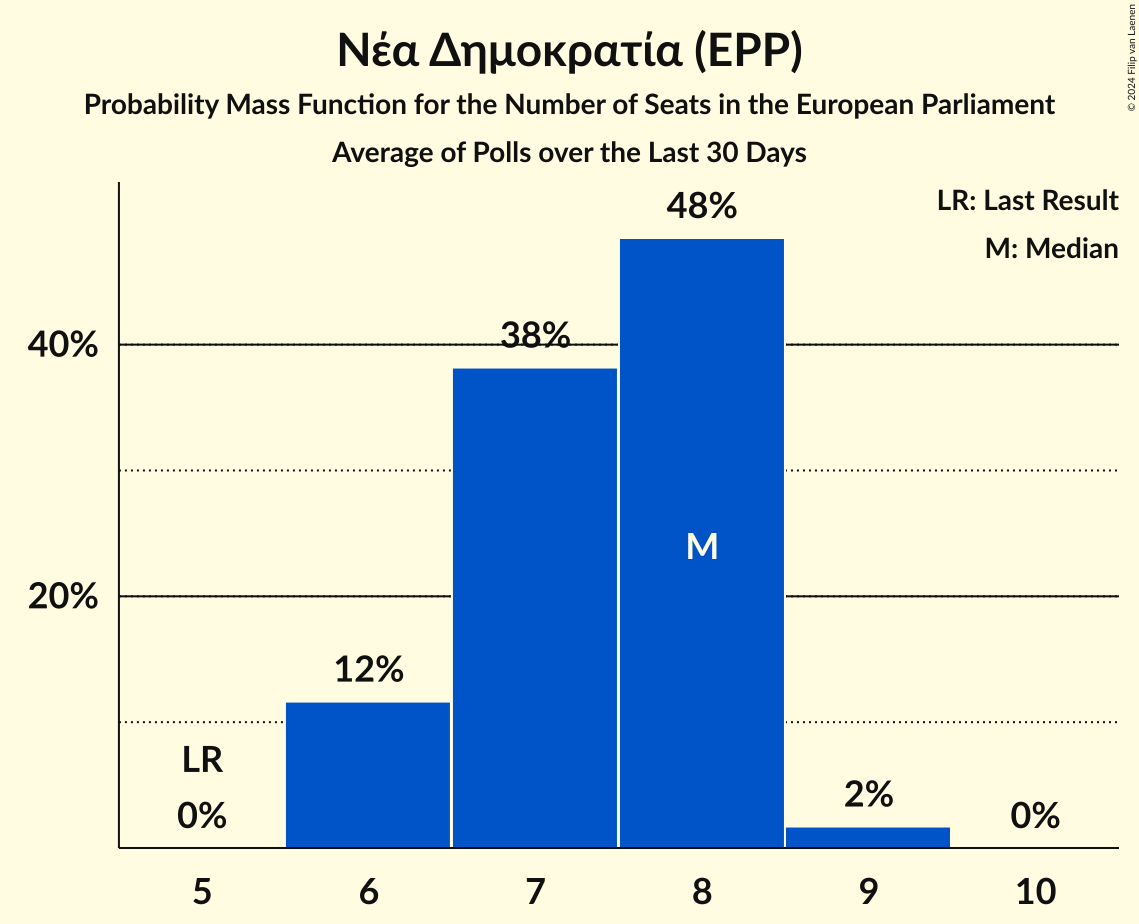 Νέα Δημοκρατία (EPP)
Probability Mass Function for the Number of Seats in the European Parliament
Average of Polls over the Last 30 Days
© 2024 Filip van Laenen
LR: Last Result
M: Median
48%
38%
40%
M
20%
12%
LR
0%
2%
0%
5 6 7 8 9 10